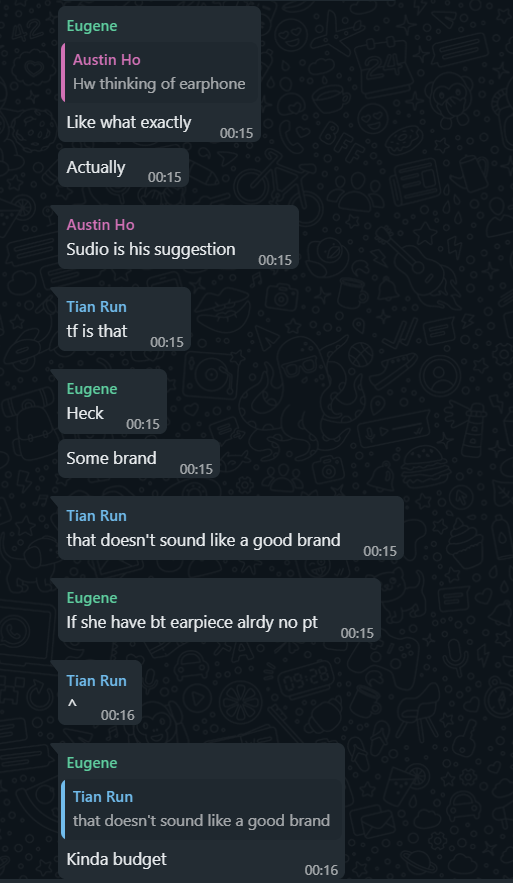 Eugene
Austin Ho
Hw thinking of earphone
Like what exactly
00:15
Actually
00:15
Austin Ho
Sudio is his suggestion
00:15
Tian Run
tf is that
00:15
Eugene
Heck
00:15
Some brand
00:15
Tian Run
that doesn't sound like a good brand
00:15
Eugene
If she have bt earpiece alrdy no pt
00:15
Tian Run
^
00:16
Eugene
Tian Run
that doesn't sound like a good brand
Kinda budget
00:16